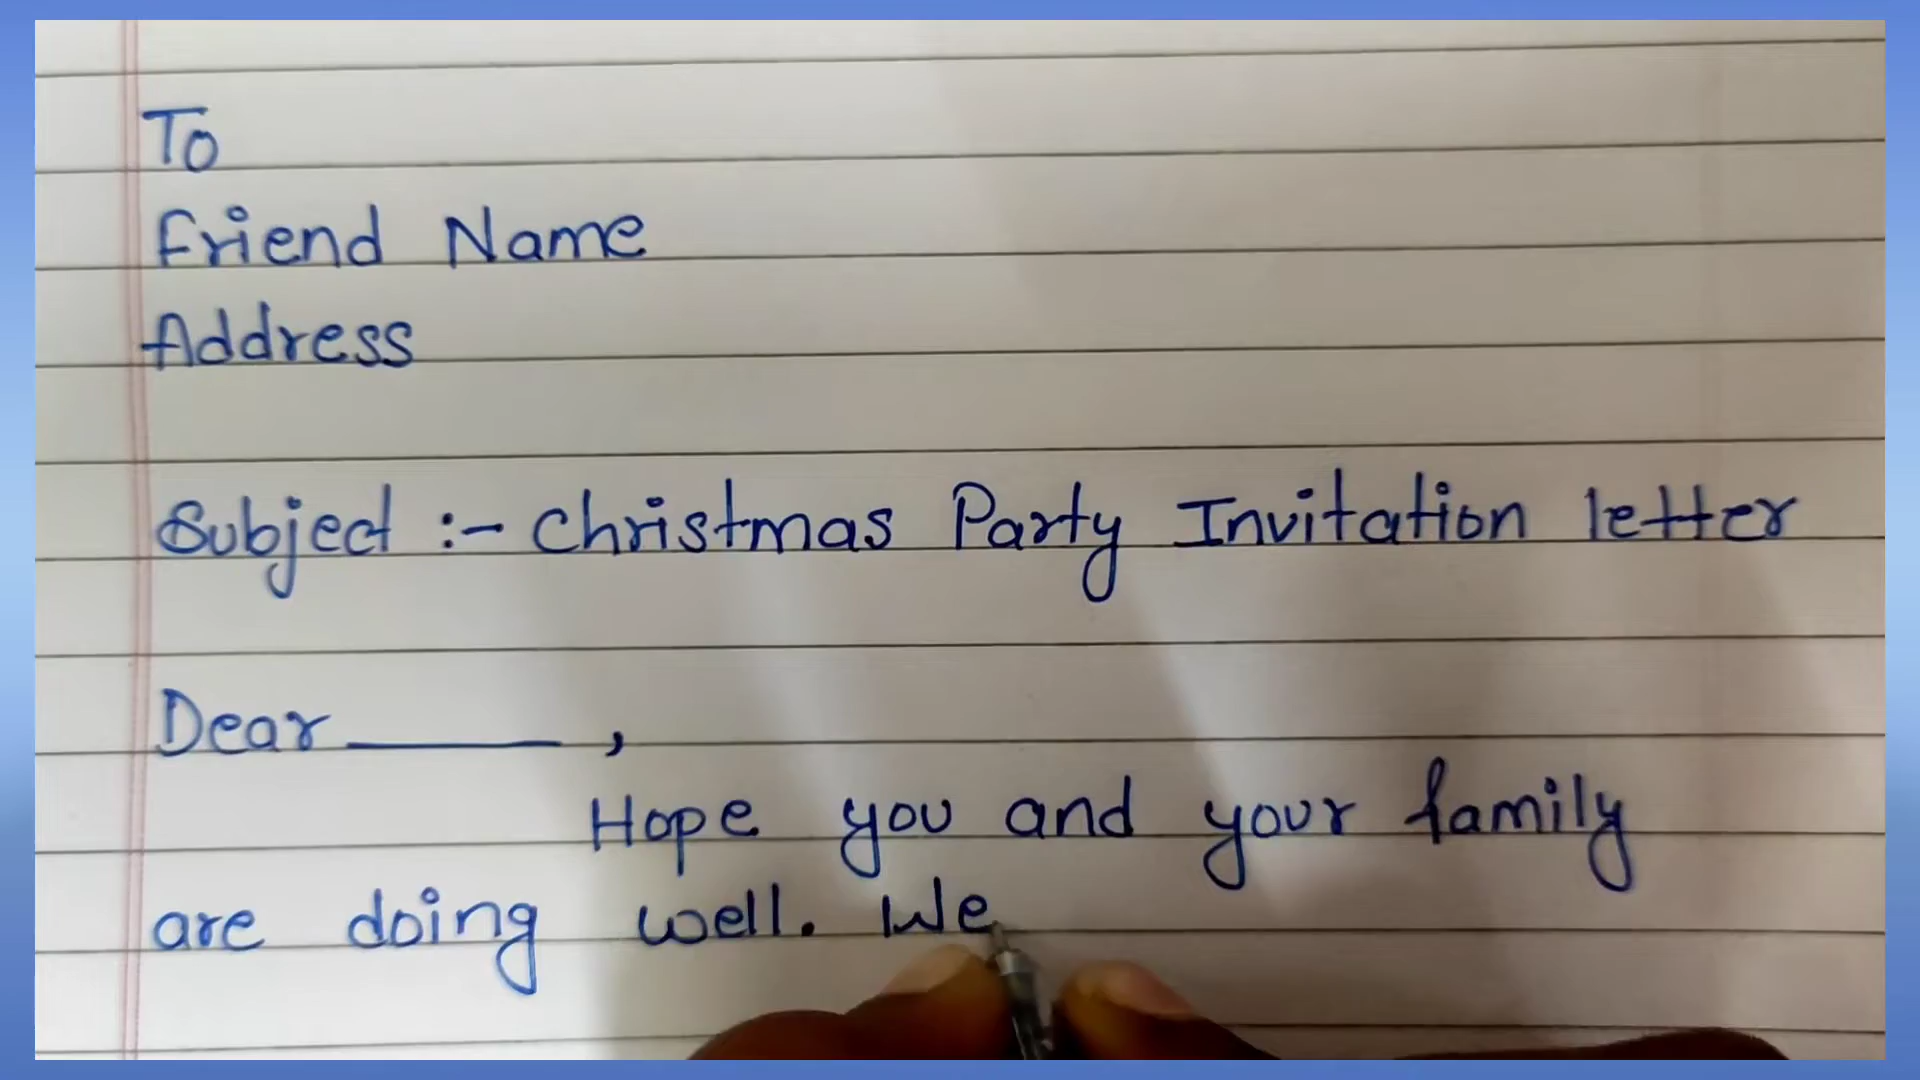 To
Friend Name
Address
Subject :- Christmas Party Invitation letter
Dear ______ ,
Hope you and your family
are doing well. We